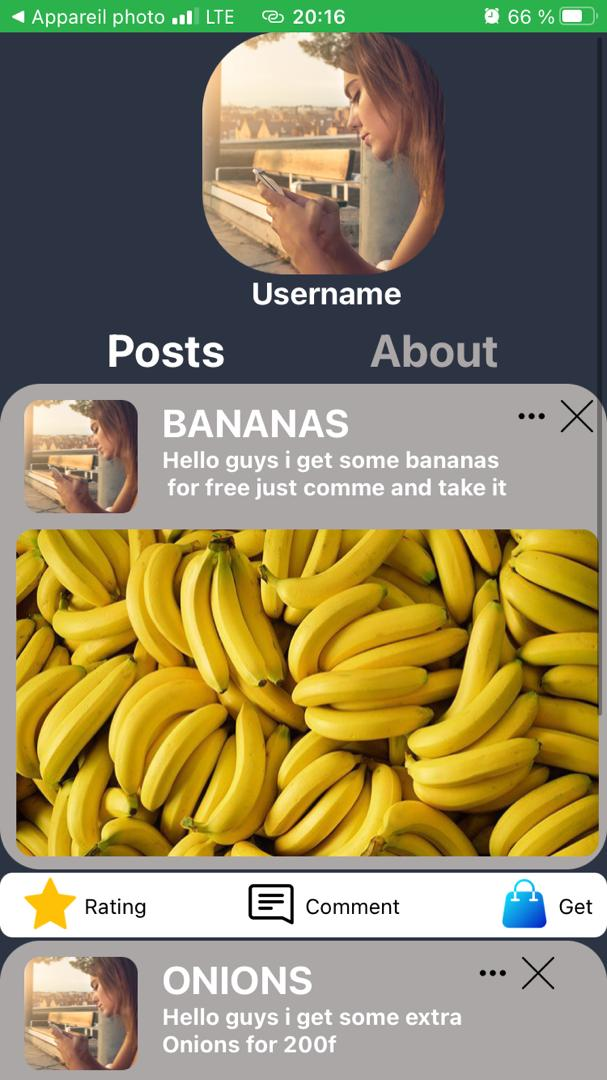 Appareil photo LTE 20:16 66 %
Username
Posts About
BANANAS
Hello guys i get some bananas
for free just comme and take it
Rating Comment Get
ONIONS
Hello guys i get some extra
Onions for 200f